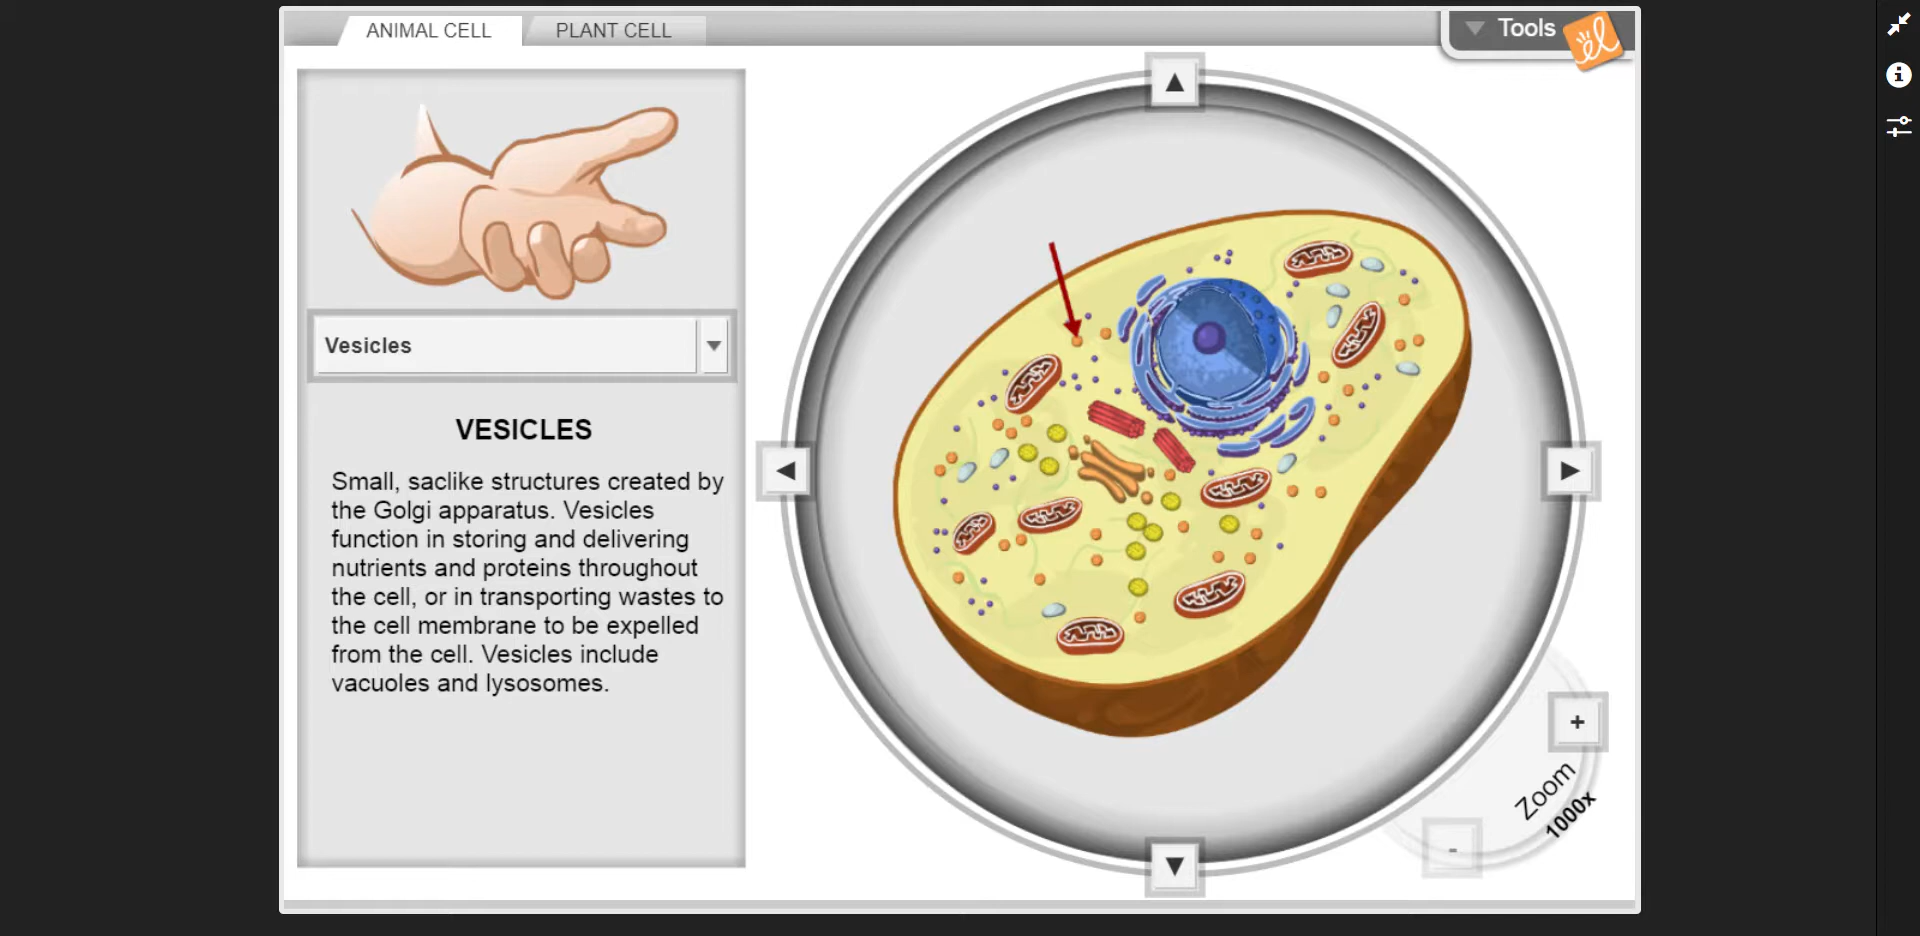 ANIMAL CELL
PLANT CELL
Tools
Vesicles
VESICLES
Small, saclike structures created by
the Golgi apparatus. Vesicles
function in storing and delivering
nutrients and proteins throughout
the cell, or in transporting wastes to
the cell membrane to be expelled
from the cell. Vesicles include
vacuoles and lysosomes.
+
Zoom
1000x
-